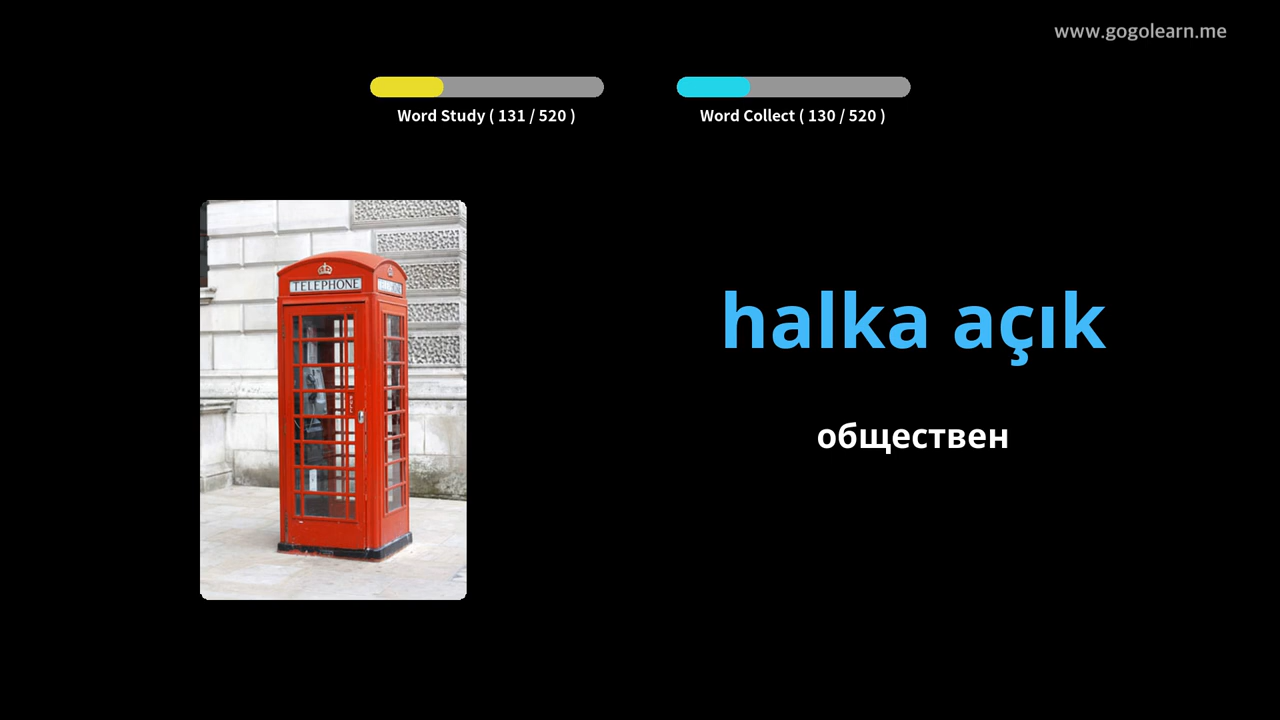 www.gogolearn.me
Word Study ( 131 / 520 )
Word Collect ( 130 / 520 )
TELEPHONE
halka açık
обществен